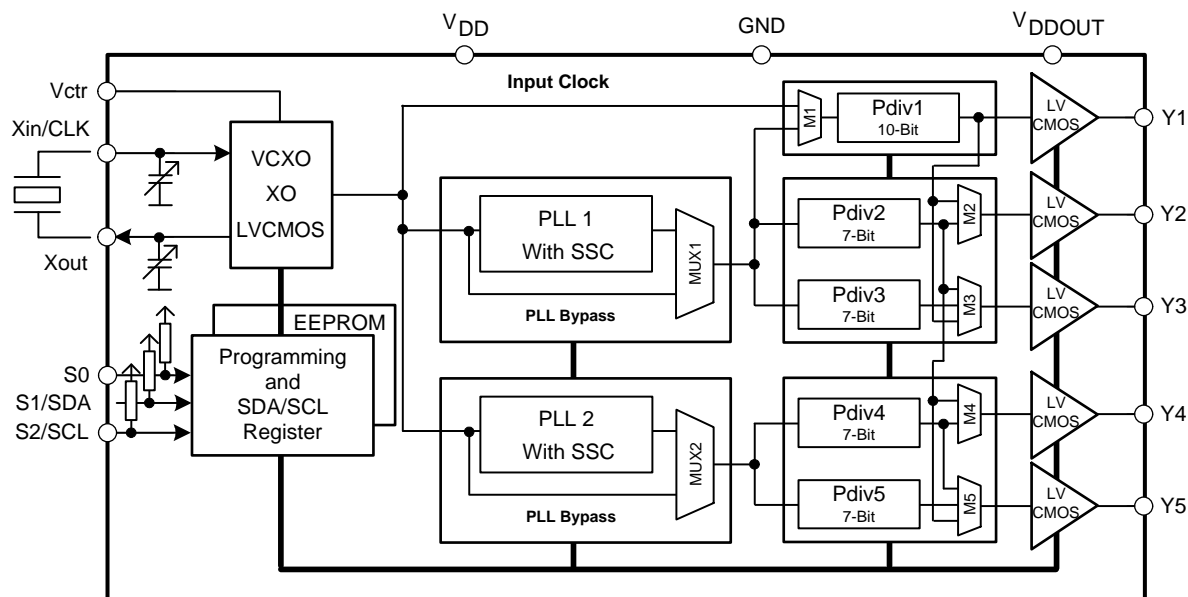 VDD
GND
VDDOUT
Input Clock
Vctr
Xin/CLK
Xout
VCXO
XO
LVCMOS
EEPROM
Programming
and
SDA/SCL
Register
S0
S1/SDA
S2/SCL
PLL 1
With SSC
MUX1
PLL Bypass
PLL 2
With SSC
MUX2
PLL Bypass
M1
Pdiv1
10-Bit
LV
CMOS
Y1
Pdiv2
7-Bit
M2
LV
CMOS
Y2
Pdiv3
7-Bit
M3
LV
CMOS
Y3
Pdiv4
7-Bit
M4
LV
CMOS
Y4
Pdiv5
7-Bit
M5
LV
CMOS
Y5